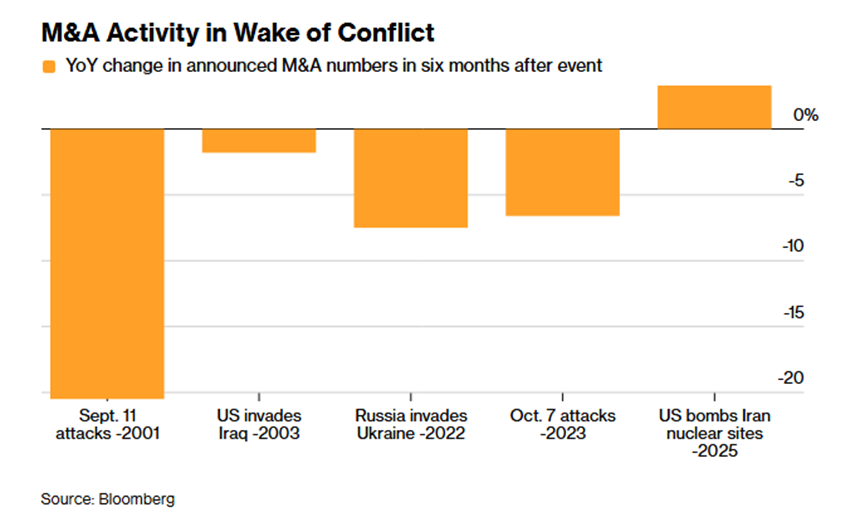 M&A Activity in Wake of Conflict
YoY change in announced M&A numbers in six months after event
0%
-5
-10
-15
-20
Sept. 11
attacks -2001
US invades
Iraq -2003
Russia invades
Ukraine -2022
Oct. 7 attacks
-2023
US bombs Iran
nuclear sites
-2025
Source: Bloomberg